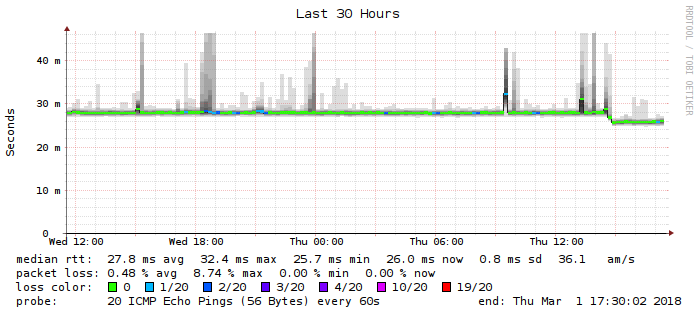 Last 30 Hours
RRDTOOL / TOBI OETIKER
Seconds
40 m
30 m
20 m
10 m
0
Wed 12:00 Wed 18:00 Thu 00:00 Thu 06:00 Thu 12:00
median rtt: 27.8 ms avg 32.4 ms max 25.7 ms min 26.0 ms now 0.8 ms sd 36.1 am/s
packet loss: 0.48 % avg 8.74 % max 0.00 % min 0.00 % now
loss color: 0 1/20 2/20 3/20 4/20 10/20 19/20
probe: 20 ICMP Echo Pings (56 Bytes) every 60s end: Thu Mar 1 17:30:02 2018